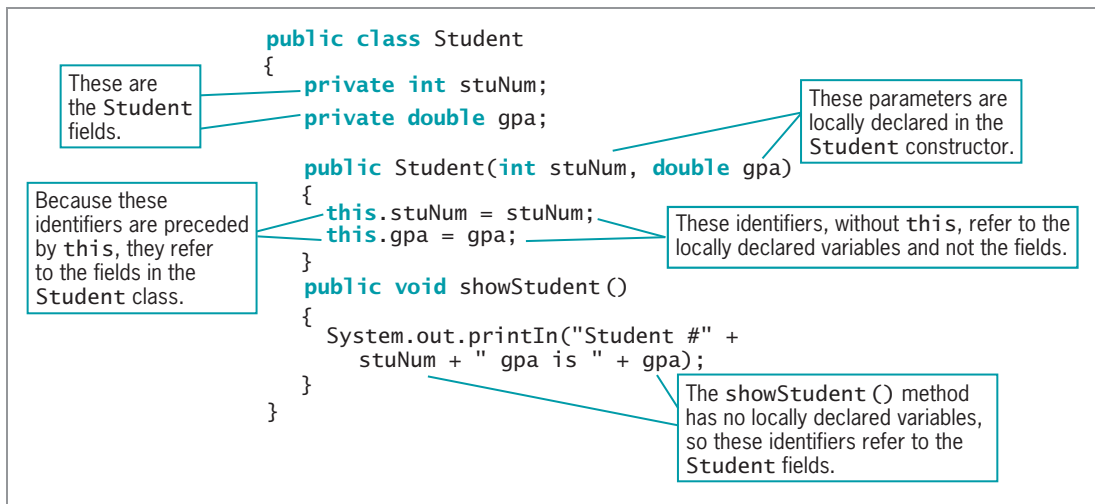 public class Student
{
These are
the Student
fields.
private int stuNum;
private double gpa;
These parameters are
locally declared in the
Student constructor.
public Student(int stuNum, double gpa)
{
Because these
identifiers are preceded
by this, they refer
to the fields in the
Student class.
this.stuNum = stuNum;
this.gpa = gpa;
These identifiers, without this, refer to the
locally declared variables and not the fields.
}
public void showStudent()
{
System.out.printIn("Student #" +
stuNum + " gpa is " + gpa);
}
The showStudent() method
has no locally declared variables,
so these identifiers refer to the
Student fields.
}